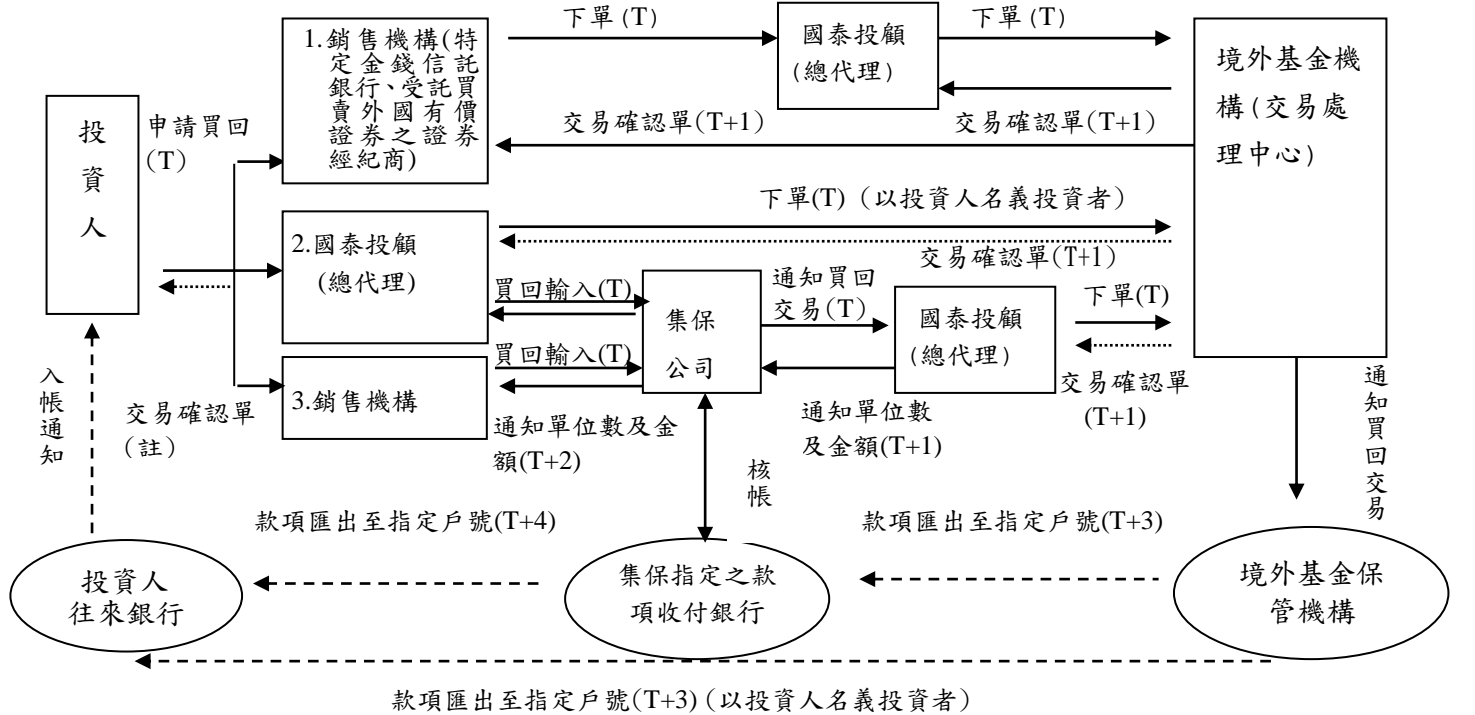 1.銷售機構(特
定金錢信託
銀行、受託買
賣外國有價
證券之證券
經紀商)
下單(T)
國泰投顧
(總代理)
下單(T)
境外基金機
構(交易處
理中心)
交易確認單(T+1)
交易確認單(T+1)
投
資
人
申請買回
(T)
下單(T)（以投資人名義投資者）
交易確認單(T+1)
2.國泰投顧
(總代理)
買回輸入(T)
買回輸入(T)
集保
公司
通知買回
交易(T)
國泰投顧
(總代理)
下單(T)
交易確認單
(T+1)
3.銷售機構
通知單位數及金
額(T+2)
通知單位數
及金額(T+1)
入帳通知
交易確認單
(註)
核帳
通知買回交易
款項匯出至指定戶號(T+4)
款項匯出至指定戶號(T+3)
投資人
往來銀行
集保指定之款
項收付銀行
境外基金保
管機構
款項匯出至指定戶號(T+3)(以投資人名義投資者)